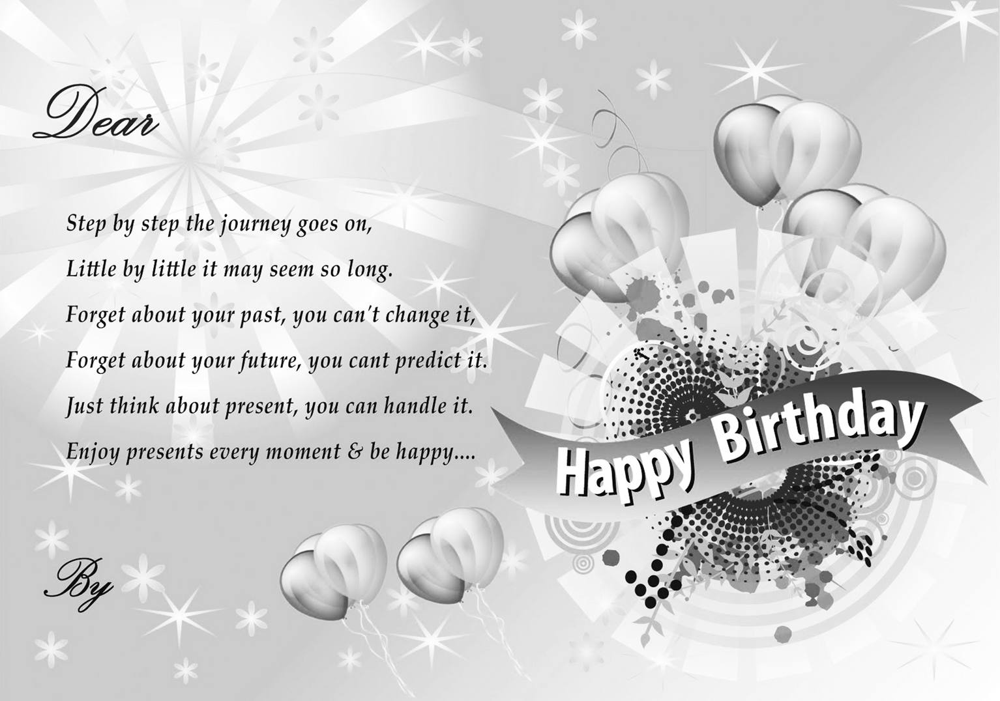 Dear
Step by step the journey goes on,
Little by little it may seem so long.
Forget about your past, you can't change it,
Forget about your future, you cant predict it.
Just think about present, you can handle it.
Enjoy presents every moment & be happy....
By
Happy Birthday